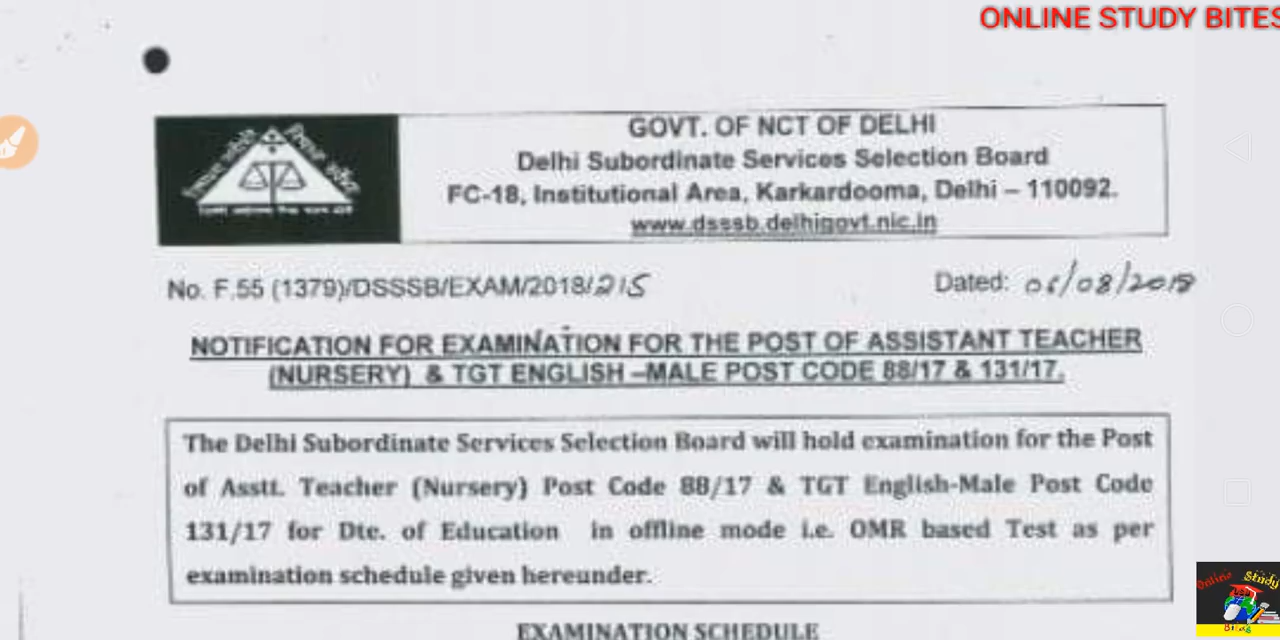 ONLINE STUDY BITES
GOVT. OF NCT OF DELHI
Delhi Subordinate Services Selection Board
FC-18, Institutional Area, Karkardooma, Delhi – 110092.
www.dsssb.delhigovt.nic.in
No. F.55 (1379)/DSSSB/EXAM/2018/215
Dated: 06/08/2018
NOTIFICATION FOR EXAMINATION FOR THE POST OF ASSISTANT TEACHER
(NURSERY) & TGT ENGLISH –MALE POST CODE 88/17 & 131/17.
The Delhi Subordinate Services Selection Board will hold examination for the Post
of Asstt. Teacher (Nursery) Post Code 88/17 & TGT English-Male Post Code
131/17 for Dte. of Education in offline mode i.e. OMR based Test as per
examination schedule given hereunder.
EXAMINATION SCHEDULE
Online Study
Bites